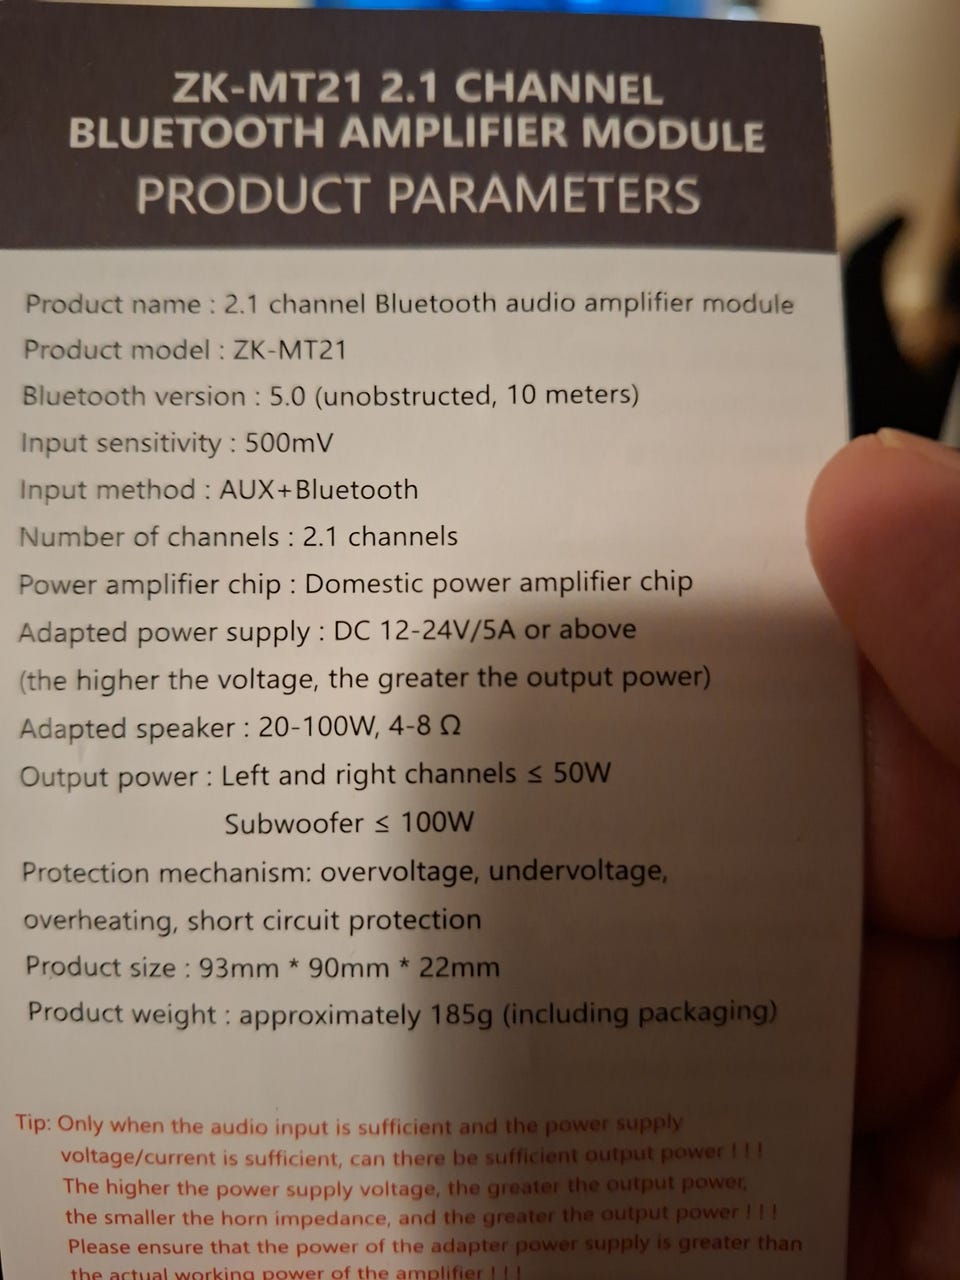 ZK-MT21 2.1 CHANNEL
BLUETOOTH AMPLIFIER MODULE
PRODUCT PARAMETERS
Product name : 2.1 channel Bluetooth audio amplifier module
Product model : ZK-MT21
Bluetooth version : 5.0 (unobstructed, 10 meters)
Input sensitivity : 500mV
Input method : AUX+Bluetooth
Number of channels : 2.1 channels
Power amplifier chip : Domestic power amplifier chip
Adapted power supply : DC 12-24V/5A or above
(the higher the voltage, the greater the output power)
Adapted speaker : 20-100W, 4-8 Ω
Output power : Left and right channels ≤ 50W
Subwoofer ≤ 100W
Protection mechanism: overvoltage, undervoltage,
overheating, short circuit protection
Product size : 93mm * 90mm * 22mm
Product weight : approximately 185g (including packaging)
Tip: Only when the audio input is sufficient and the power supply
voltage/current is sufficient, can there be sufficient output power ! ! !
The higher the power supply voltage, the greater the output power,
the smaller the horn impedance, and the greater the output power ! ! !
Please ensure that the power of the adapter power supply is greater than
the actual working power of the amplifier ! ! !